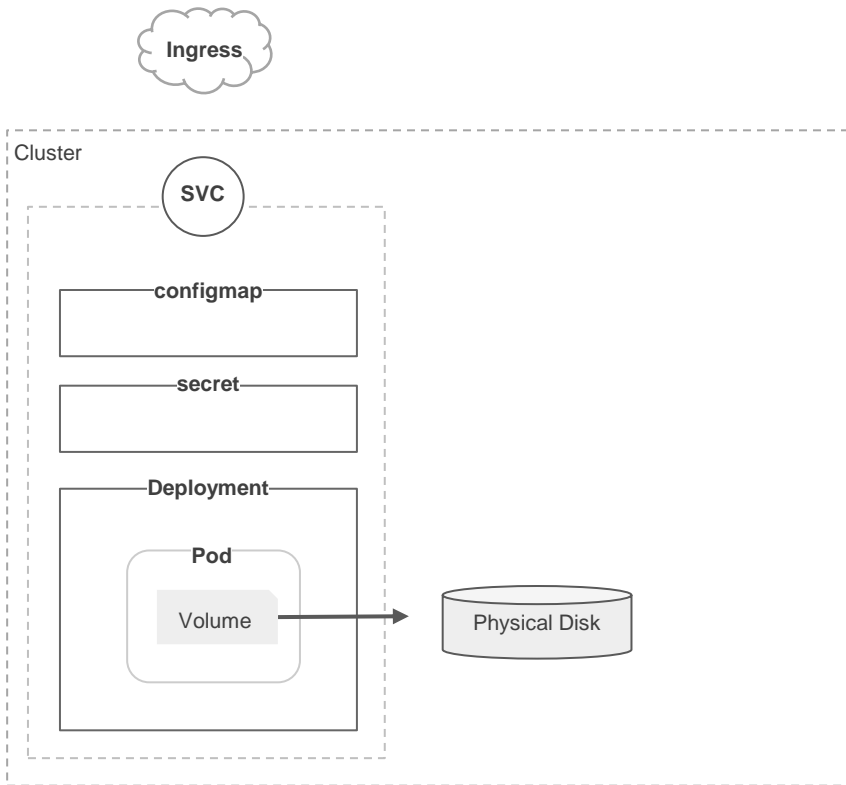 Ingress
Cluster
SVC
configmap
secret
Deployment
Pod
Volume
Physical Disk